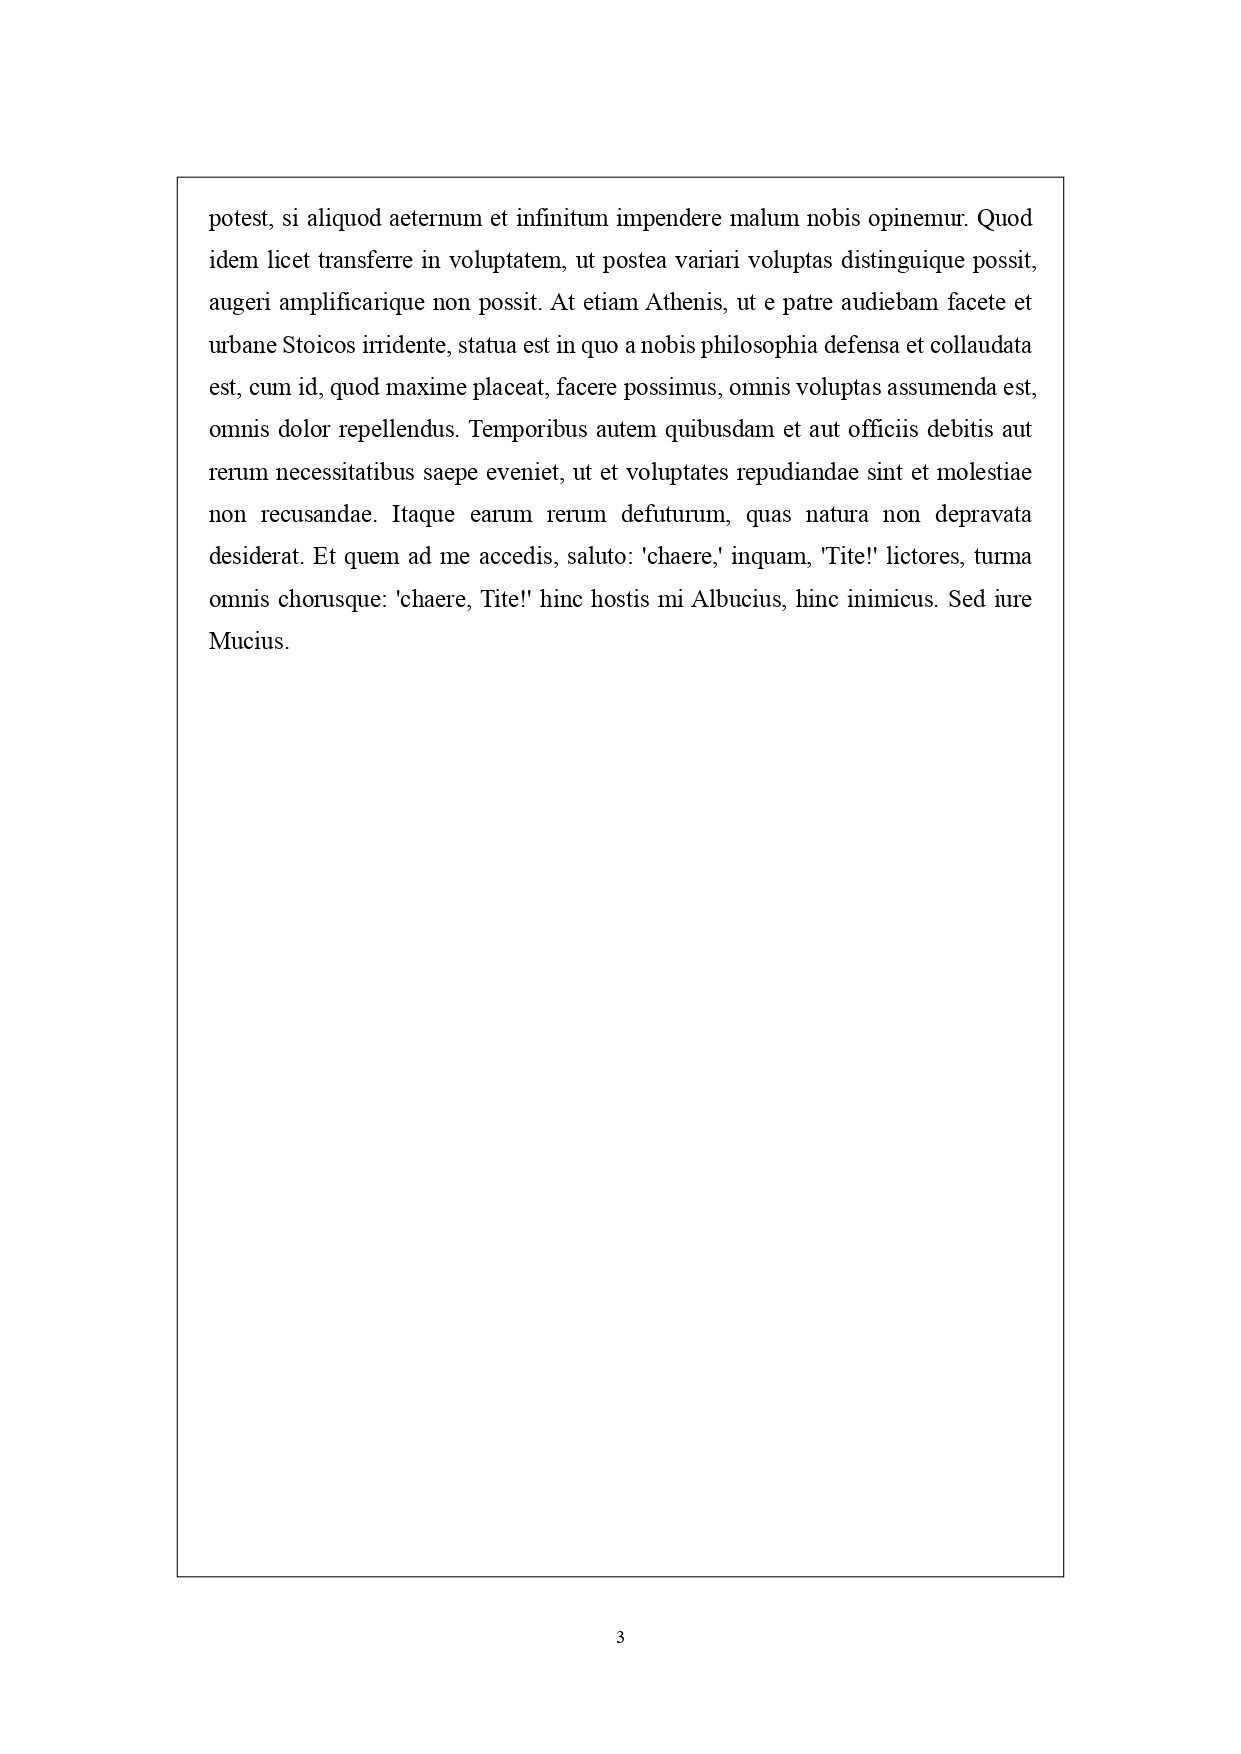 potest, si aliquod aeternum et infinitum impendere malum nobis opinemur. Quod
idem licet transferre in voluptatem, ut postea variari voluptas distinguique possit,
augeri amplificarique non possit. At etiam Athenis, ut e patre audiebam facete et
urbane Stoicos irridente, statua est in quo a nobis philosophia defensa et collaudata
est, cum id, quod maxime placeat, facere possimus, omnis voluptas assumenda est,
omnis dolor repellendus. Temporibus autem quibusdam et aut officiis debitis aut
rerum necessitatibus saepe eveniet, ut et voluptates repudiandae sint et molestiae
non recusandae. Itaque earum rerum defuturum, quas natura non depravata
desiderat. Et quem ad me accedis, saluto: 'chaere,' inquam, 'Tite!' lictores, turma
omnis chorusque: 'chaere, Tite!' hinc hostis mi Albucius, hinc inimicus. Sed iure
Mucius.
3